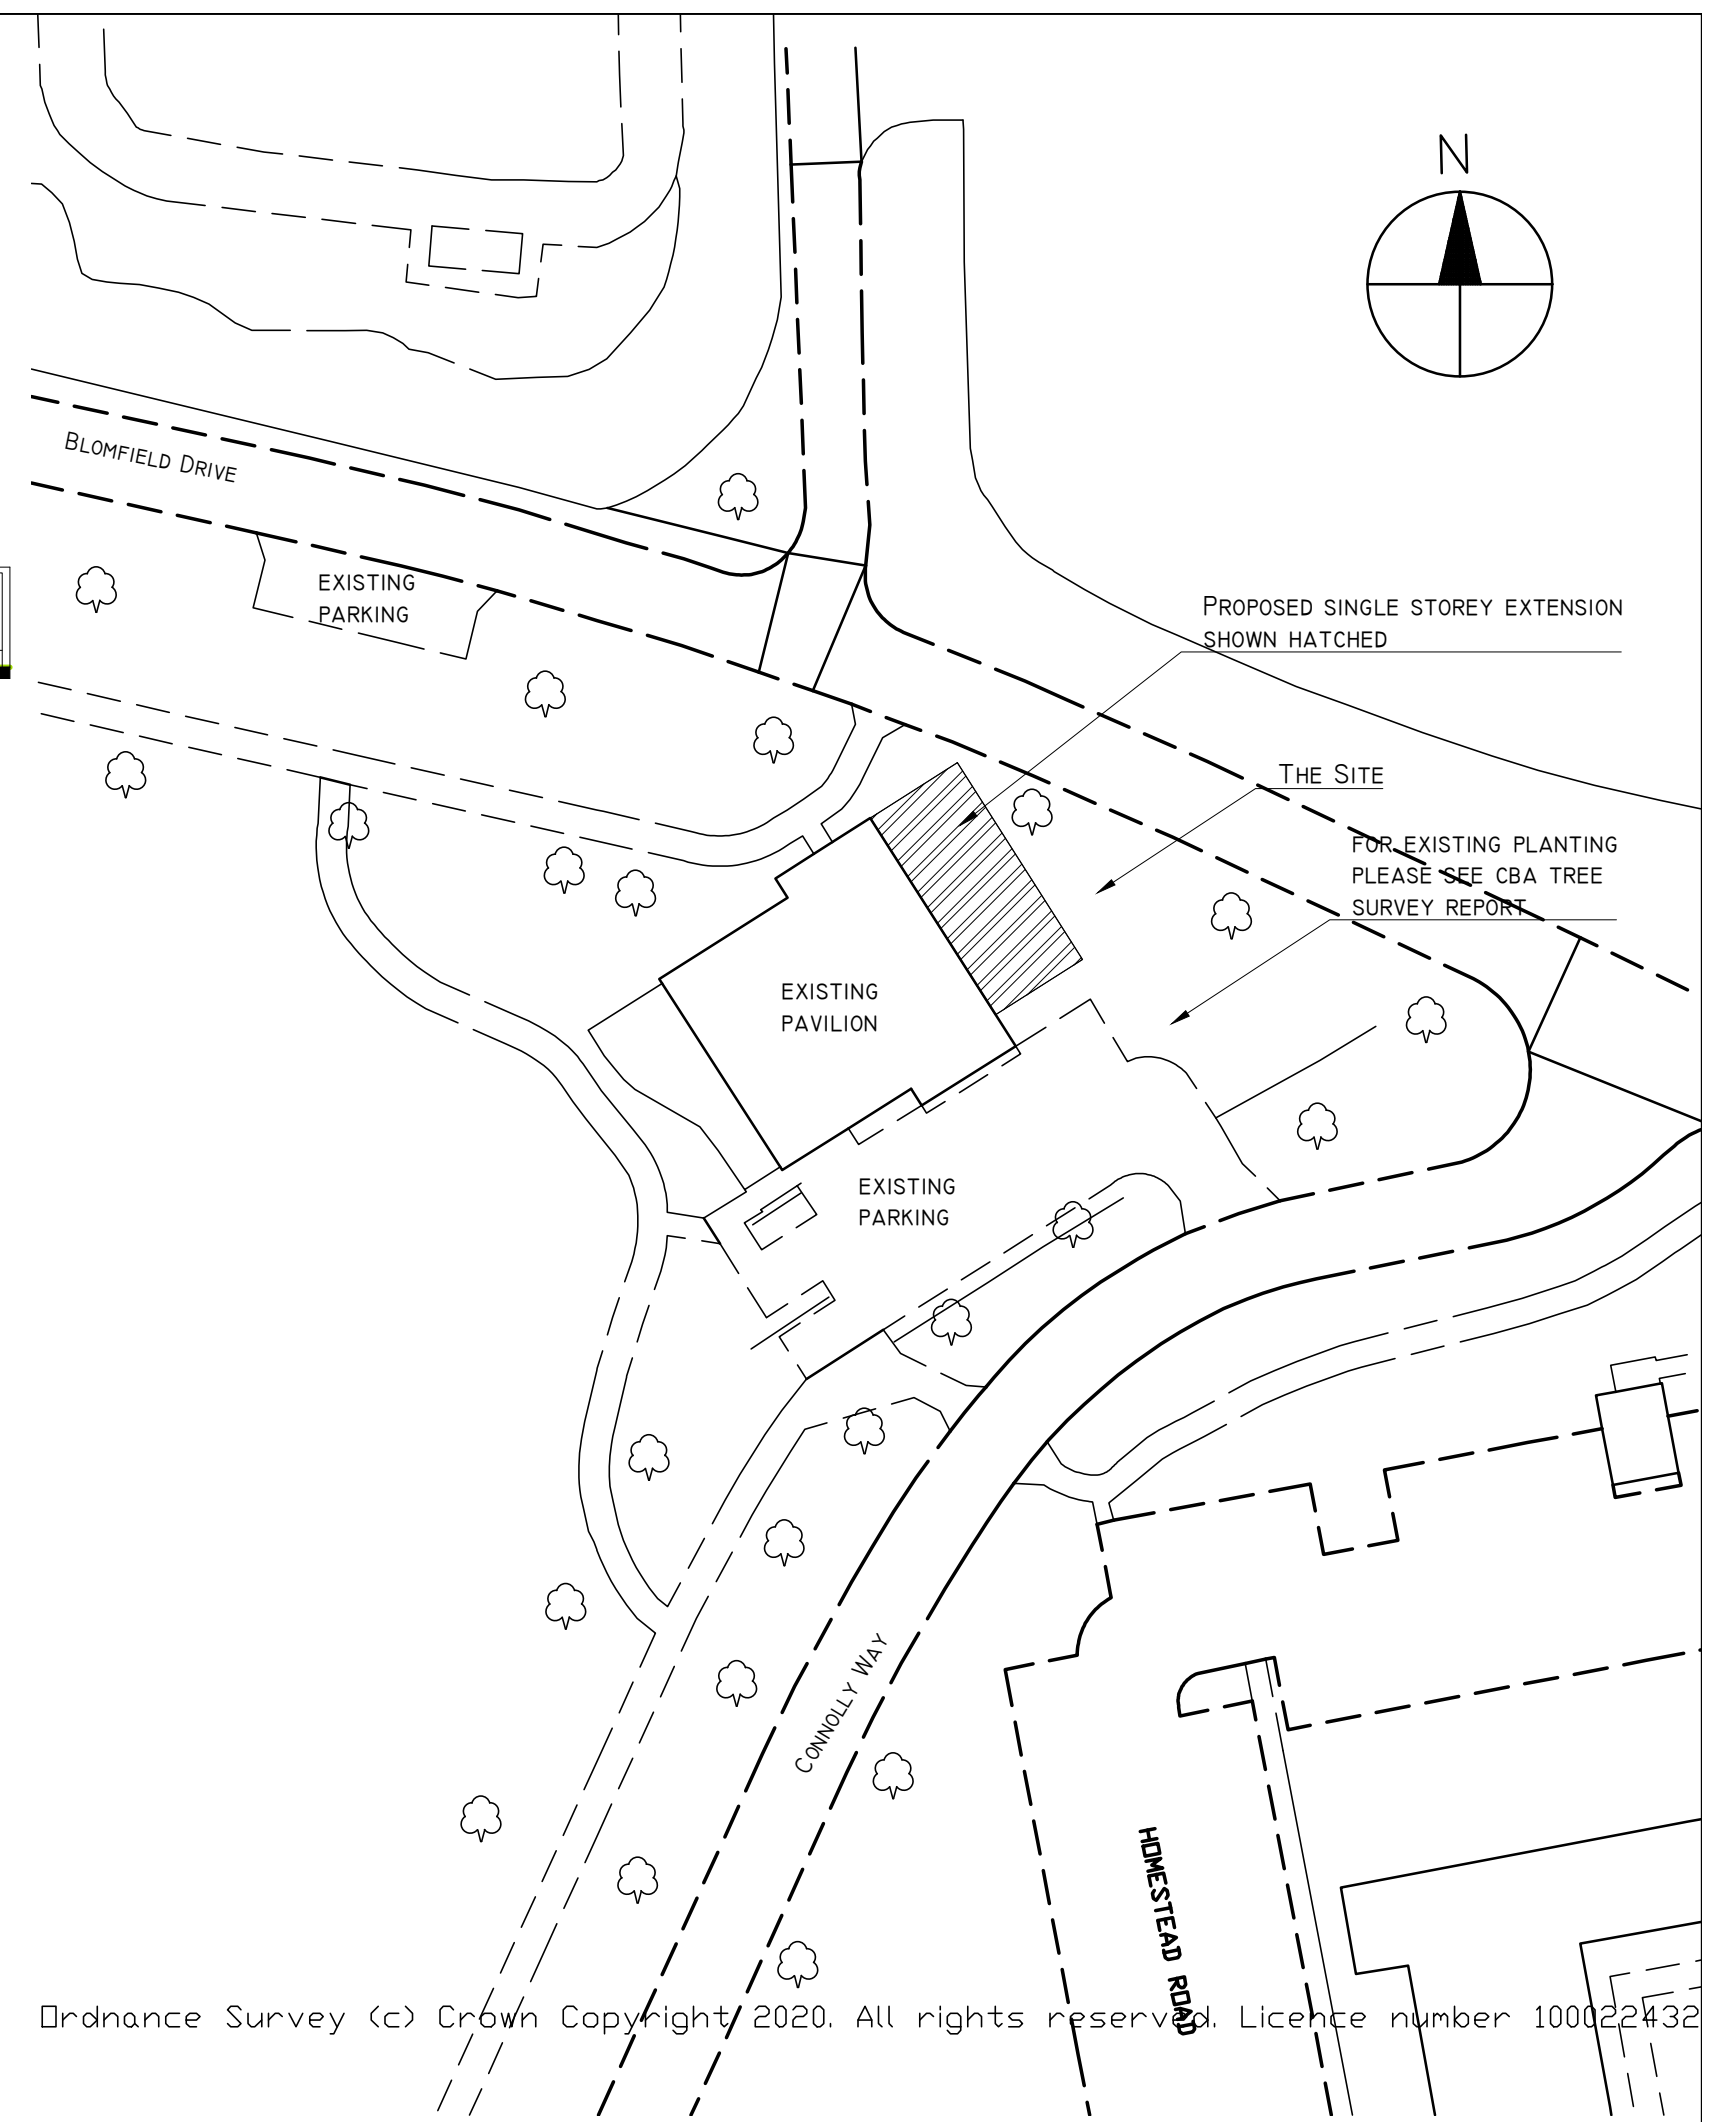 N
BLOMFIELD DRIVE
EXISTING
PARKING
PROPOSED SINGLE STOREY EXTENSION
SHOWN HATCHED
THE SITE
FOR EXISTING PLANTING
PLEASE SEE CBA TREE
SURVEY REPORT
EXISTING
PAVILION
EXISTING
PARKING
CONNOLLY WAY
HOMESTEAD ROAD
Ordnance Survey (c) Crown Copyright 2020. All rights reserved. Licence number 100022432